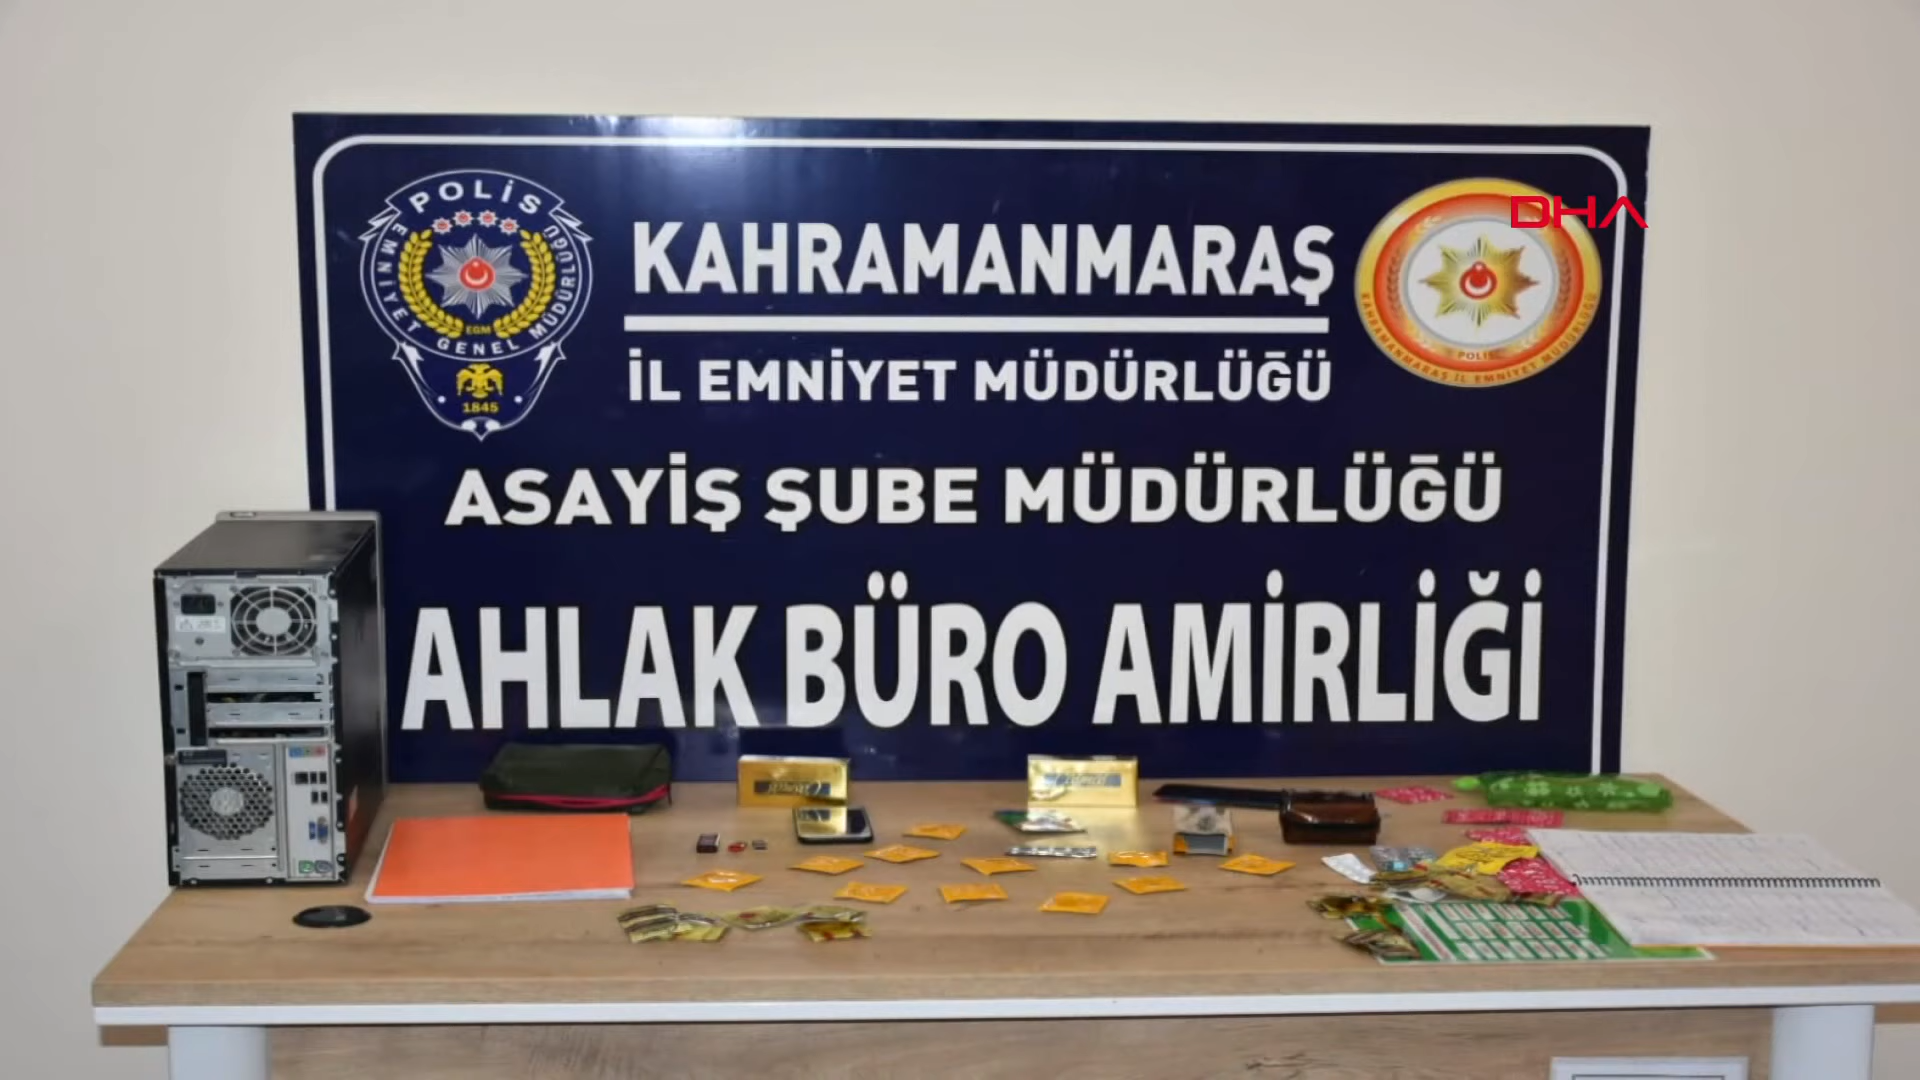 POLİS
EMNİYET GENEL MÜDÜRLÜĞÜ
EGM
1845
KAHRAMANMARAŞ
İL EMNİYET MÜDÜRLÜĞÜ
DHA
POLİS
KAHRAMANMARAŞ İL EMNİYET MÜDÜRLÜĞÜ
ASAYİŞ ŞUBE MÜDÜRLÜĞÜ
AHLAK BÜRO AMİRLİĞİ